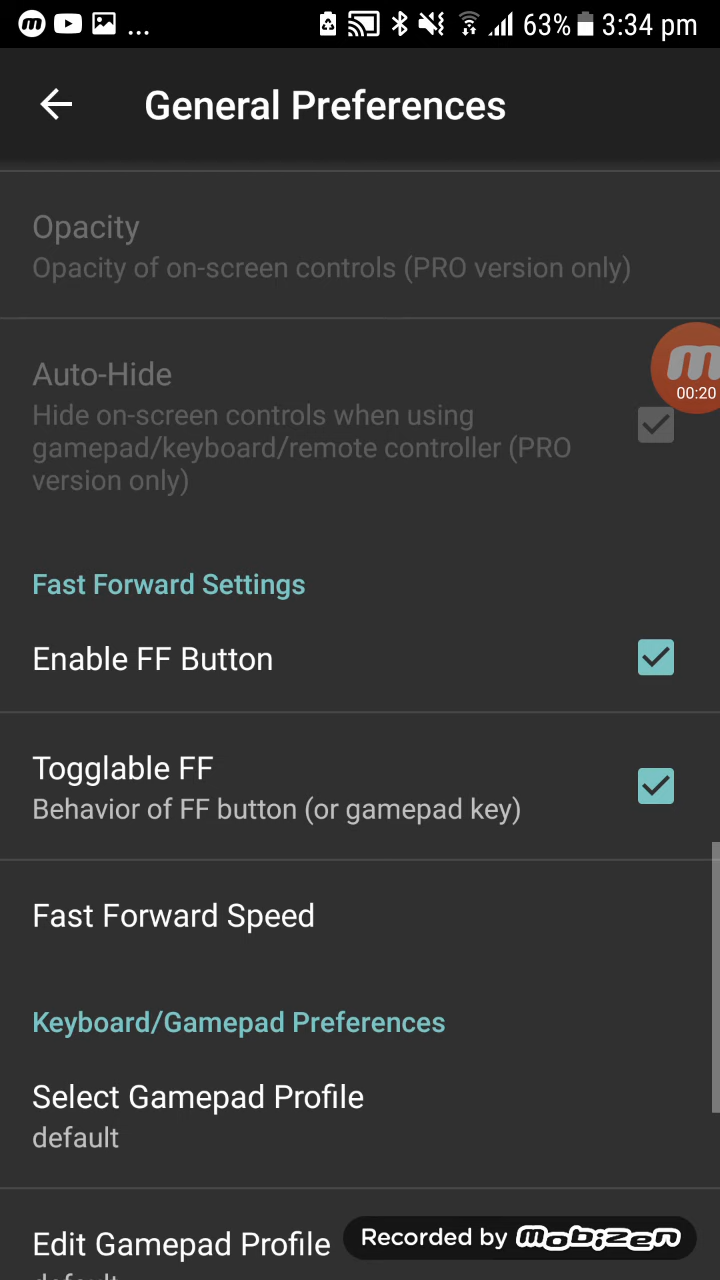 ... 63% 3:34 pm
General Preferences
Opacity
Opacity of on-screen controls (PRO version only)
Auto-Hide
Hide on-screen controls when using
gamepad/keyboard/remote controller (PRO
version only)
m
00:20
Fast Forward Settings
Enable FF Button
Togglable FF
Behavior of FF button (or gamepad key)
Fast Forward Speed
Keyboard/Gamepad Preferences
Select Gamepad Profile
default
Edit Gamepad Profile
Recorded by mobizen
default